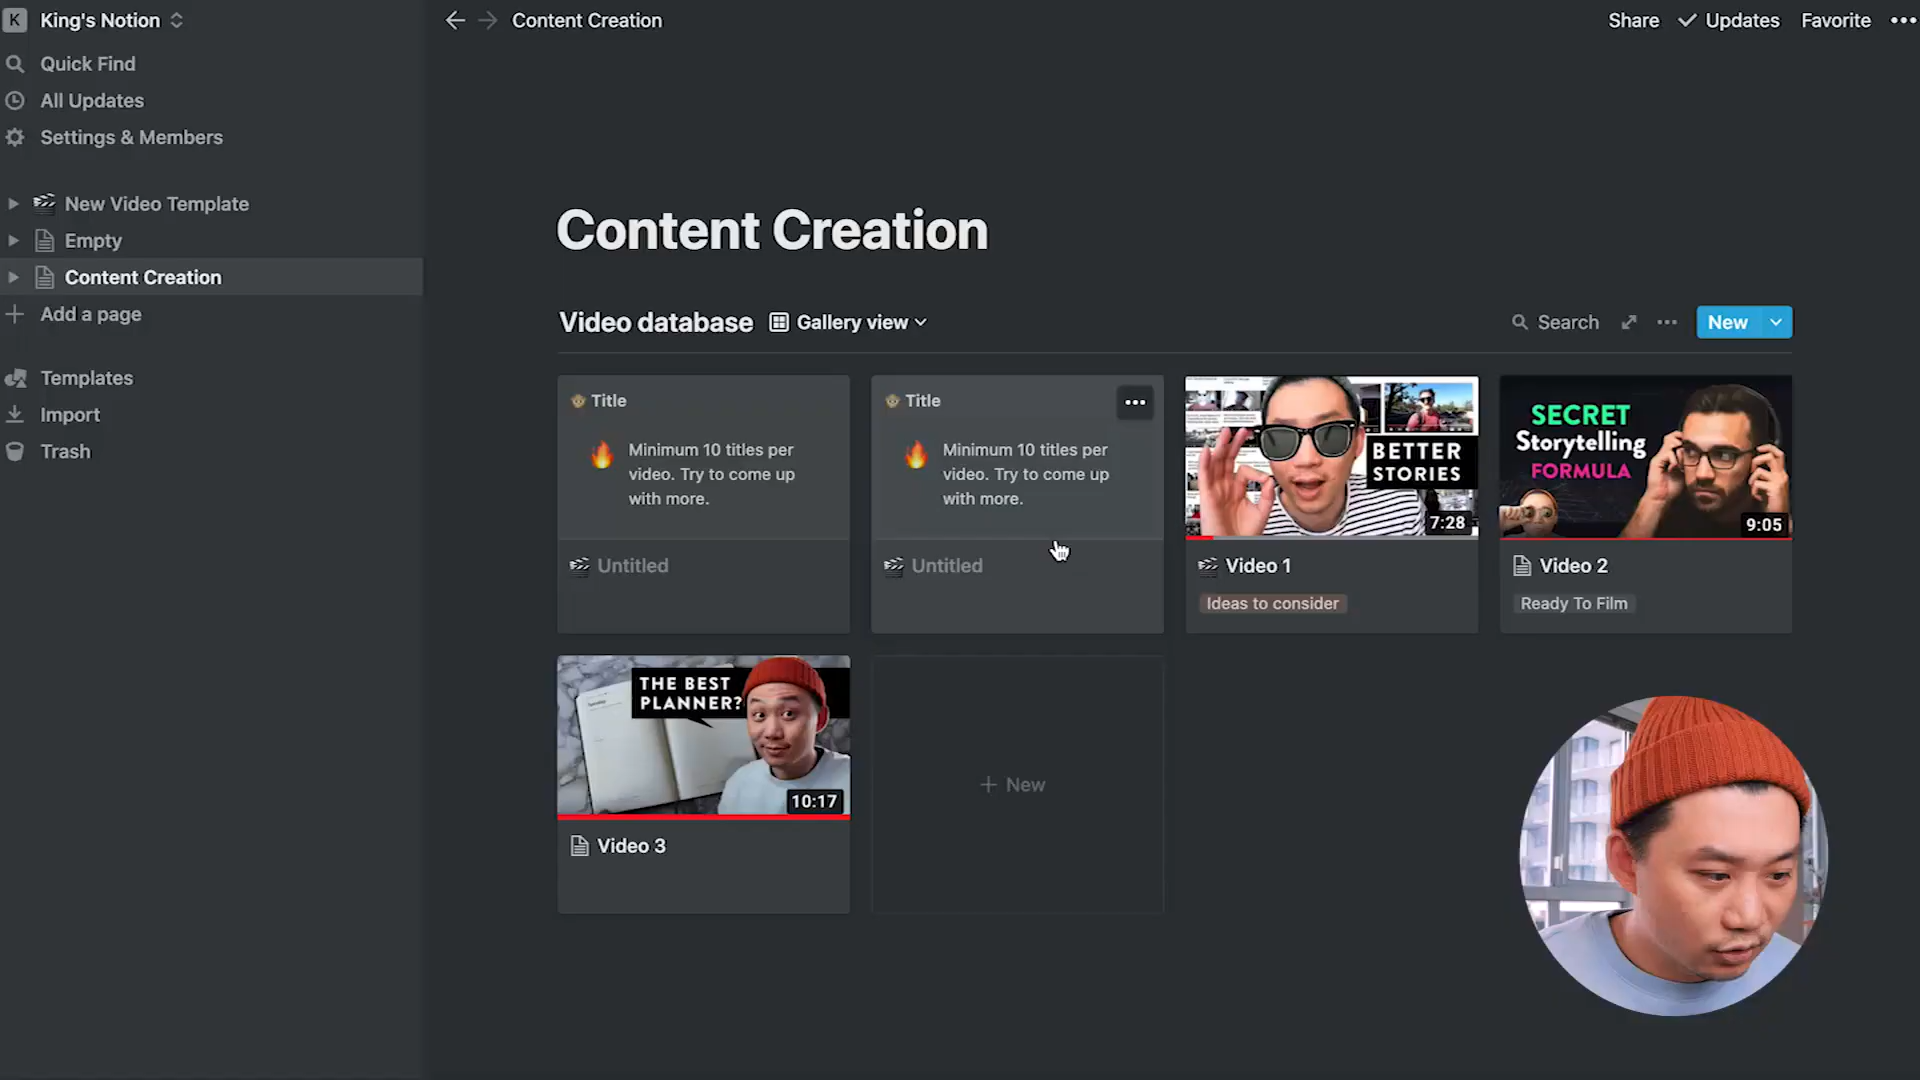 K King's Notion
Quick Find
All Updates
Settings & Members
New Video Template
Empty
Content Creation
Add a page
Templates
Import
Trash
Content Creation
Share
Updates
Favorite
Content Creation
Video database
Gallery view
Search
New
Title
Minimum 10 titles per
video. Try to come up
with more.
Untitled
Title
Minimum 10 titles per
video. Try to come up
with more.
Untitled
BETTER
STORIES
7:28
Video 1
Ideas to consider
SECRET
Storytelling
FORMULA
9:05
Video 2
Ready To Film
THE BEST
PLANNER?
10:17
Video 3
New